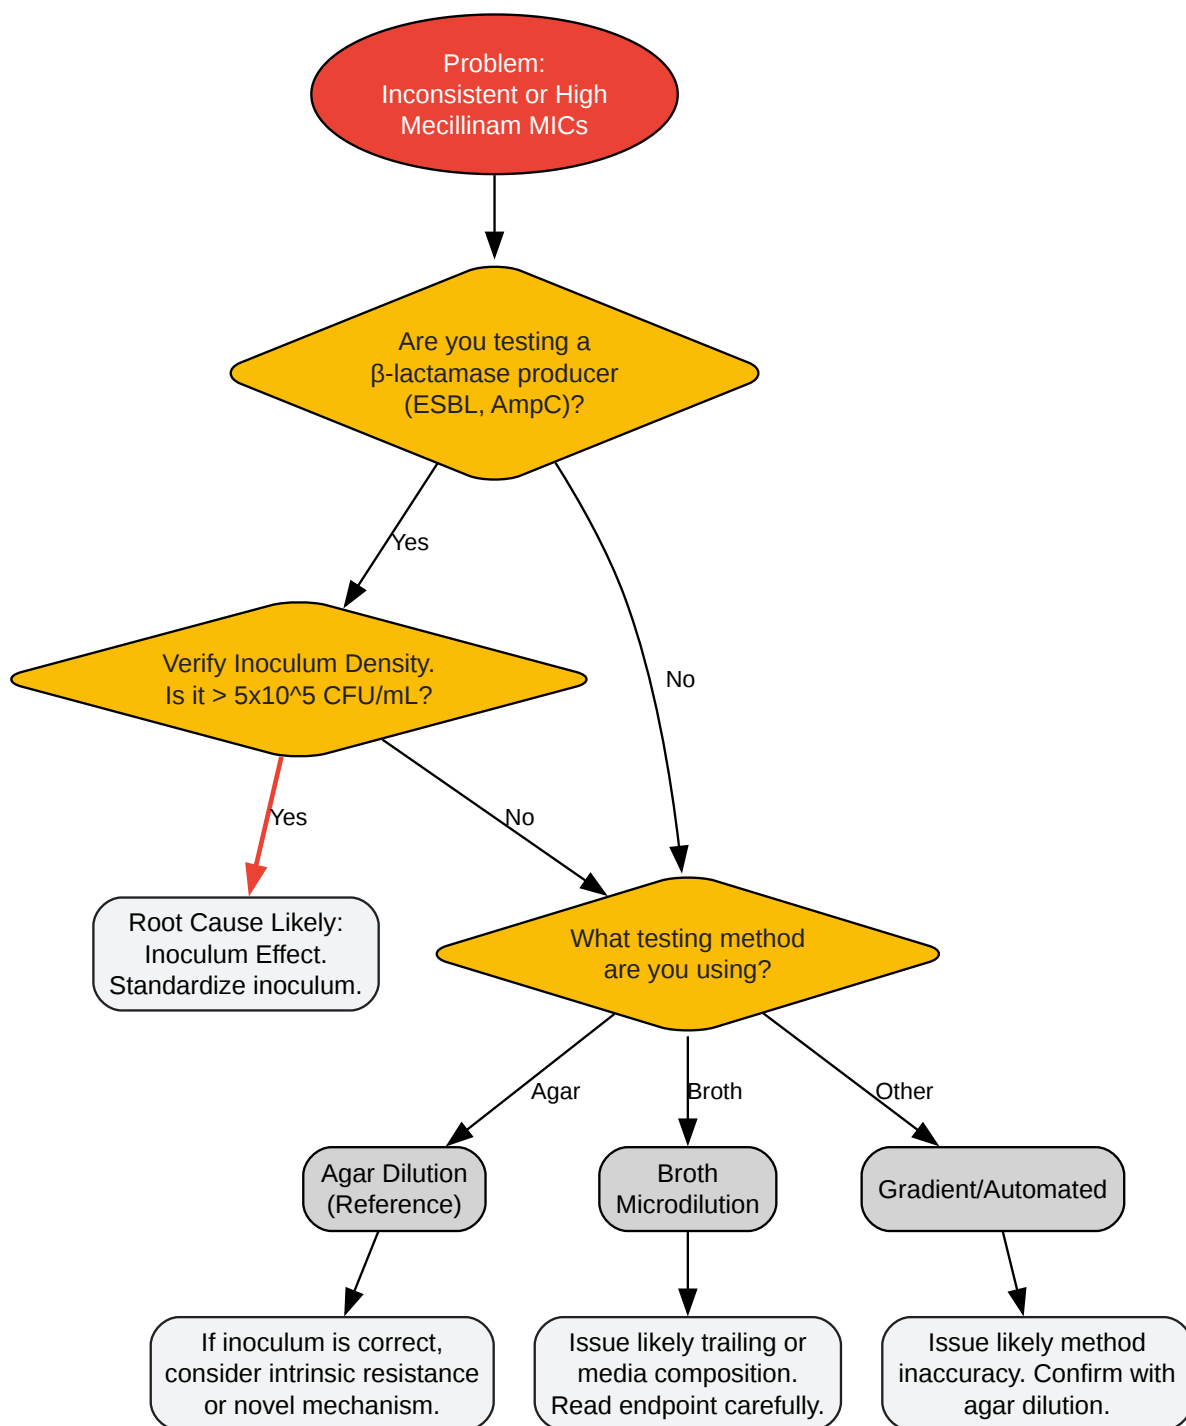 Problem:
Inconsistent or High
Mecillinam MICs
Are you testing a
β-lactamase producer
(ESBL, AmpC)?
Yes
No
Verify Inoculum Density.
Is it > 5x10^5 CFU/mL?
Yes
No
Root Cause Likely:
Inoculum Effect.
Standardize inoculum.
What testing method
are you using?
Agar
Broth
Other
Agar Dilution
(Reference)
Broth
Microdilution
Gradient/Automated
If inoculum is correct,
consider intrinsic resistance
or novel mechanism.
Issue likely trailing or
media composition.
Read endpoint carefully.
Issue likely method
inaccuracy. Confirm with
agar dilution.